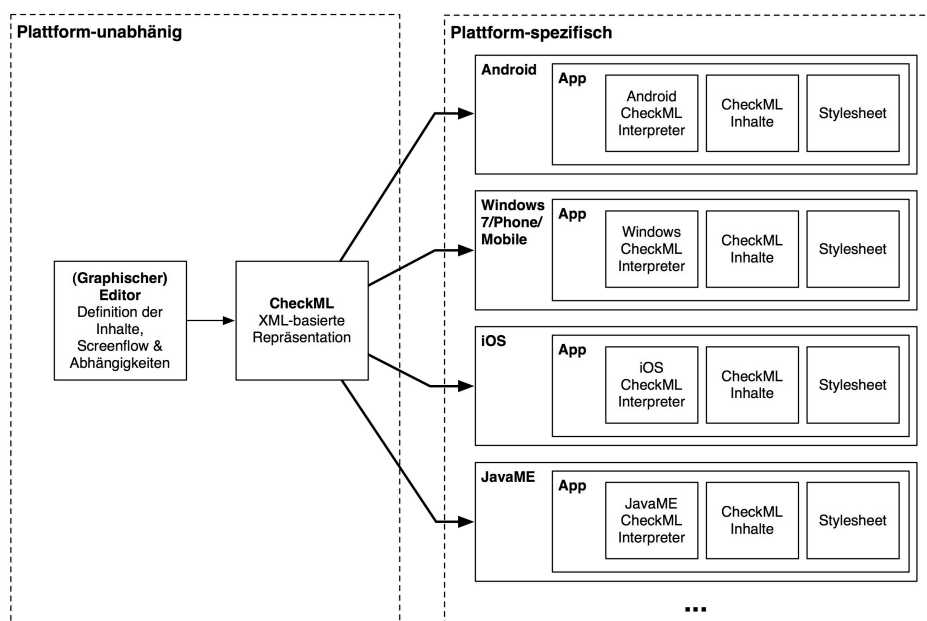 Plattform-unabhänig
(Graphischer)
Editor
Definition der
Inhalte,
Screenflow &
Abhängigkeiten
CheckML
XML-basierte
Repräsentation
Plattform-spezifisch
Android
App
Android
CheckML
Interpreter
CheckML
Inhalte
Stylesheet
Windows
7/Phone/
Mobile
App
Windows
CheckML
Interpreter
CheckML
Inhalte
Stylesheet
iOS
App
iOS
CheckML
Interpreter
CheckML
Inhalte
Stylesheet
JavaME
App
JavaME
CheckML
Interpreter
CheckML
Inhalte
Stylesheet
...